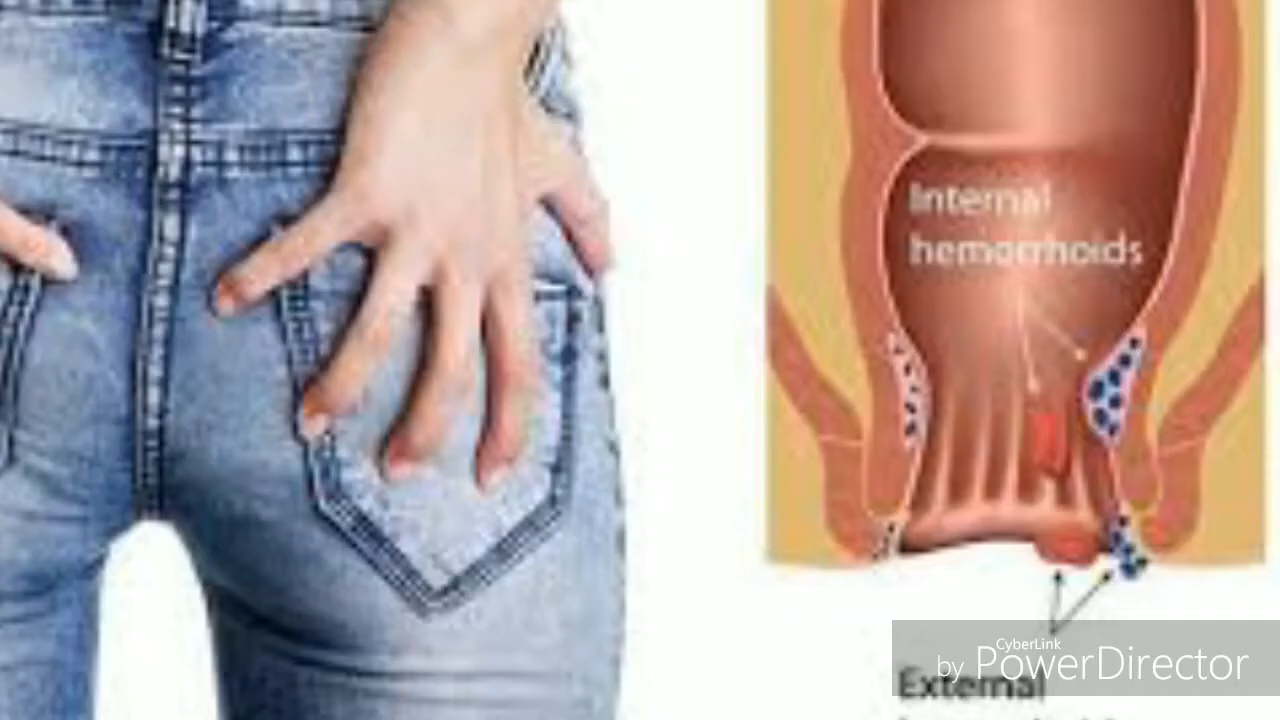 Internal
hemorrhoids
External
CyberLink
by PowerDirector